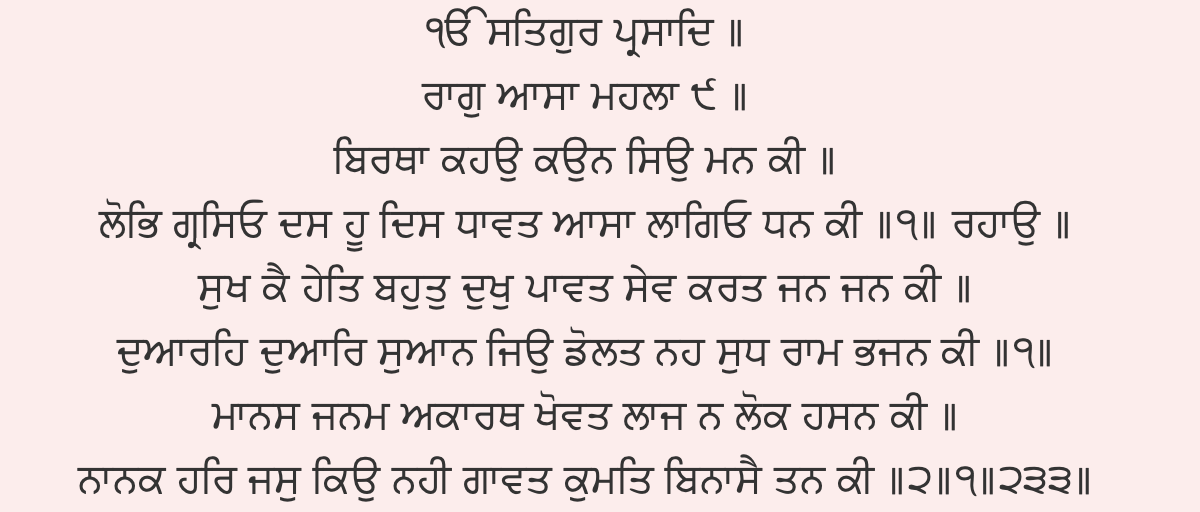 ੴ ਸਤਿਗੁਰ ਪ੍ਰਸਾਦਿ ॥
ਰਾਗੁ ਆਸਾ ਮਹਲਾ ੯ ॥
ਬਿਰਥਾ ਕਹਉ ਕਉਨ ਸਿਉ ਮਨ ਕੀ ॥
ਲੋਭਿ ਗ੍ਰਸਿਓ ਦਸ ਹੂ ਦਿਸ ਧਾਵਤ ਆਸਾ ਲਾਗਿਓ ਧਨ ਕੀ ॥੧॥ ਰਹਾਉ ॥
ਸੁਖ ਕੈ ਹੇਤਿ ਬਹੁਤੁ ਦੁਖੁ ਪਾਵਤ ਸੇਵ ਕਰਤ ਜਨ ਜਨ ਕੀ ॥
ਦੁਆਰਹਿ ਦੁਆਰਿ ਸੁਆਨ ਜਿਉ ਡੋਲਤ ਨਹ ਸੁਧ ਰਾਮ ਭਜਨ ਕੀ ॥੧॥
ਮਾਨਸ ਜਨਮ ਅਕਾਰਥ ਖੋਵਤ ਲਾਜ ਨ ਲੋਕ ਹਸਨ ਕੀ ॥
ਨਾਨਕ ਹਰਿ ਜਸੁ ਕਿਉ ਨਹੀ ਗਾਵਤ ਕੁਮਤਿ ਬਿਨਾਸੈ ਤਨ ਕੀ ॥੨॥੧॥੨੩੩॥